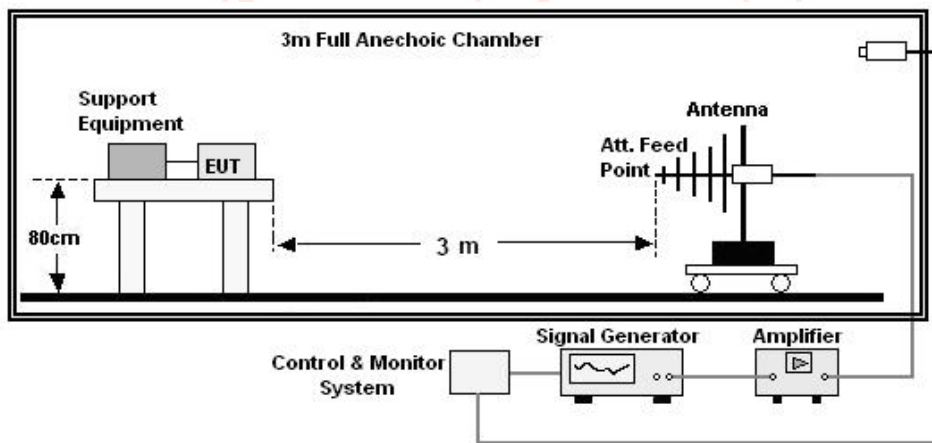 3m Full Anechoic Chamber
Support
Equipment
EUT
Antenna
Att. Feed
Point
80cm
3 m
Signal Generator
Amplifier
Control & Monitor
System